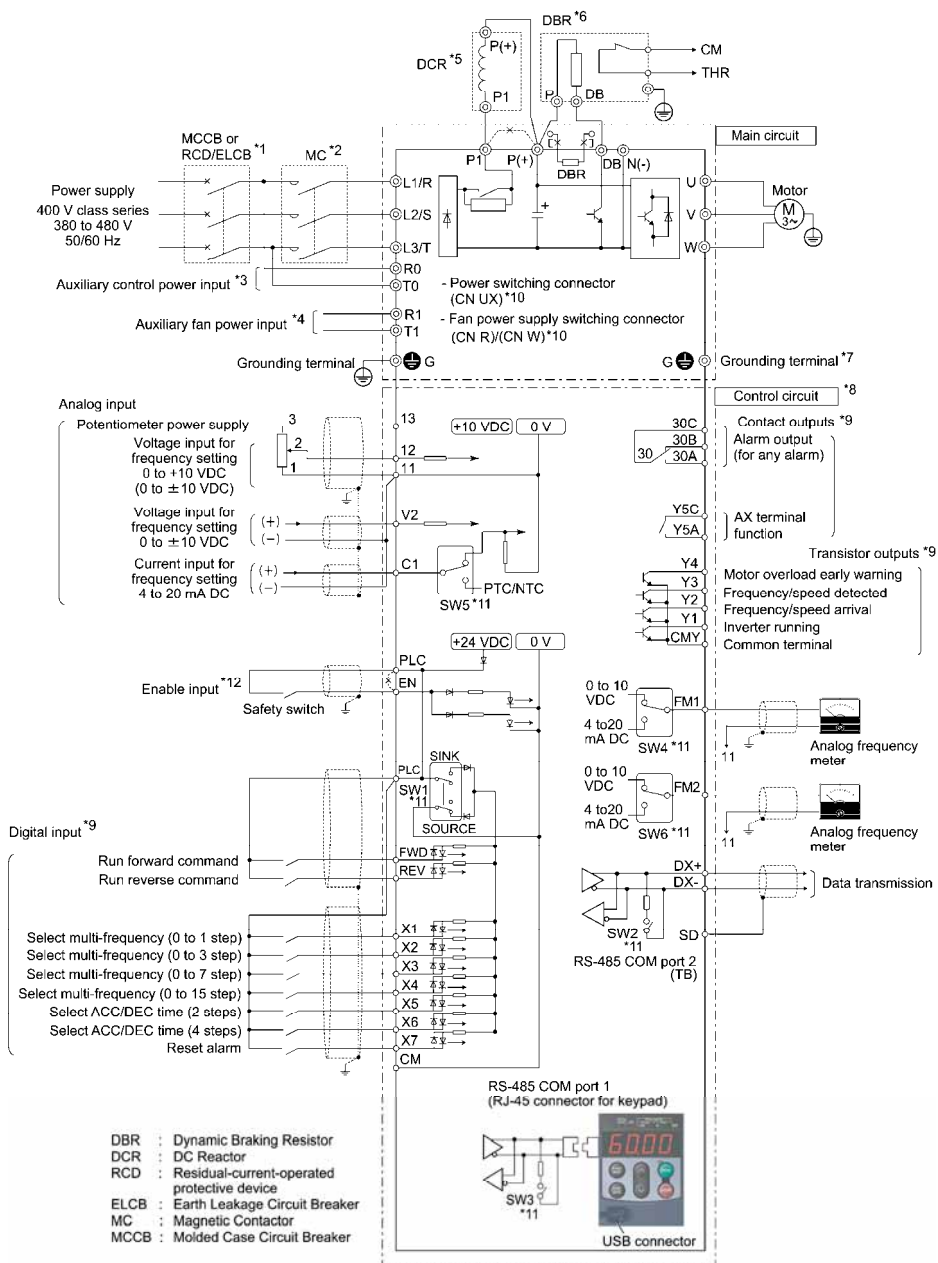 DBR *6
DCR *5
P(+)
P1
P
DB
CM
THR
Main circuit
MCCB or
RCD/ELCB *1
MC *2
P1
P(+)
DBR
DB
N(-)
Power supply
400 V class series
380 to 480 V
50/60 Hz
L1/R
L2/S
L3/T
+
U
V
W
Motor
M
3~
Auxiliary control power input *3
R0
T0
- Power switching connector
(CN UX) *10
Auxiliary fan power input *4
R1
T1
- Fan power supply switching connector
(CN R)/(CN W) *10
Grounding terminal
G
G
Grounding terminal *7
Control circuit
*8
Analog input
Potentiometer power supply
Voltage input for
frequency setting
0 to +10 VDC
(0 to ±10 VDC)
3
2
1
13
12
11
+10 VDC
0 V
Voltage input for
frequency setting
0 to ±10 VDC
(+)
(−)
V2
Current input for
frequency setting
4 to 20 mA DC
(+)
(−)
C1
PTC/NTC
SW5 *11
30C
30B
30
30A
Contact outputs *9
Alarm output
(for any alarm)
Y5C
Y5A
AX terminal
function
Transistor outputs *9
Y4
Motor overload early warning
Y3
Frequency/speed detected
Y2
Frequency/speed arrival
Y1
Inverter running
CMY
Common terminal
+24 VDC
0 V
PLC
EN
Enable input *12
Safety switch
0 to 10
VDC
4 to20
mA DC
SW4 *11
FM1
11
Analog frequency
meter
0 to 10
VDC
4 to20
mA DC
SW6 *11
FM2
11
Analog frequency
meter
PLC
SINK
SW1
*11
SOURCE
Digital input *9
Run forward command
FWD
Run reverse command
REV
DX+
DX-
Data transmission
SW2
*11
SD
RS-485 COM port 2
(TB)
Select multi-frequency (0 to 1 step)
X1
Select multi-frequency (0 to 3 step)
X2
Select multi-frequency (0 to 7 step)
X3
Select multi-frequency (0 to 15 step)
X4
Select ACC/DEC time (2 steps)
X5
Select ACC/DEC time (4 steps)
X6
Reset alarm
X7
CM
RS-485 COM port 1
(RJ-45 connector for keypad)
60.00
SW3
*11
USB connector
DBR : Dynamic Braking Resistor
DCR : DC Reactor
RCD : Residual-current-operated
protective device
ELCB : Earth Leakage Circuit Breaker
MC : Magnetic Contactor
MCCB : Molded Case Circuit Breaker